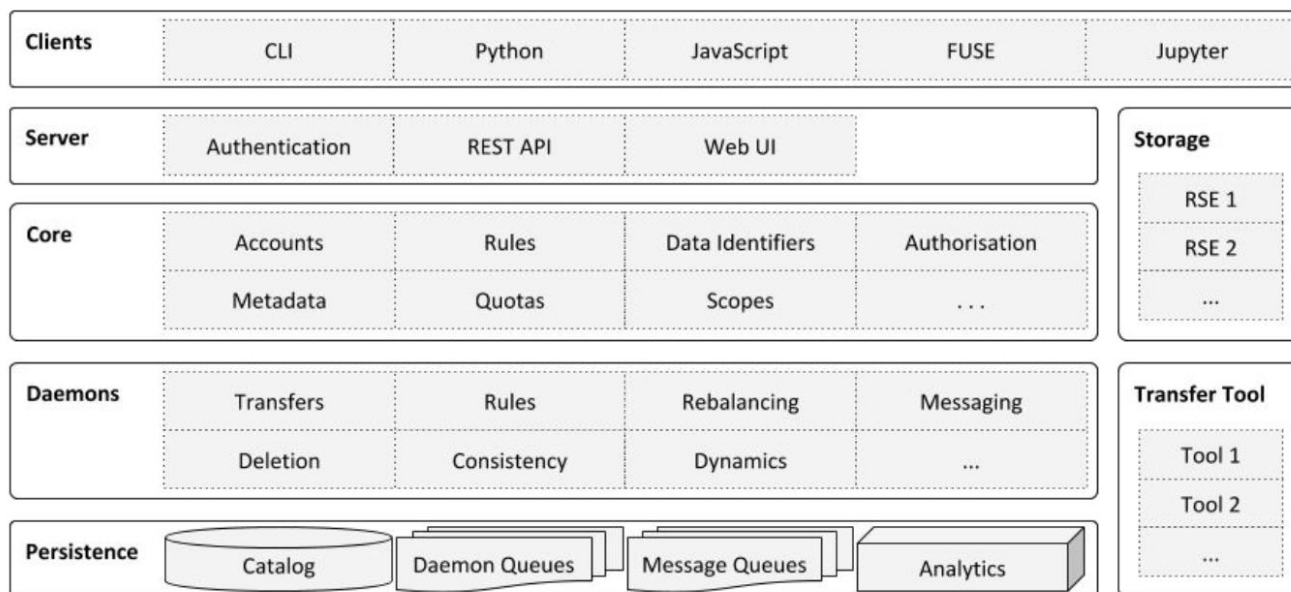 Clients CLI Python JavaScript FUSE Jupyter
Server Authentication REST API Web UI
Core Accounts Rules Data Identifiers Authorisation
Metadata Quotas Scopes . . .
Daemons Transfers Rules Rebalancing Messaging
Deletion Consistency Dynamics ...
Persistence Catalog Daemon Queues Message Queues Analytics
Storage
RSE 1
RSE 2
...
Transfer Tool
Tool 1
Tool 2
...